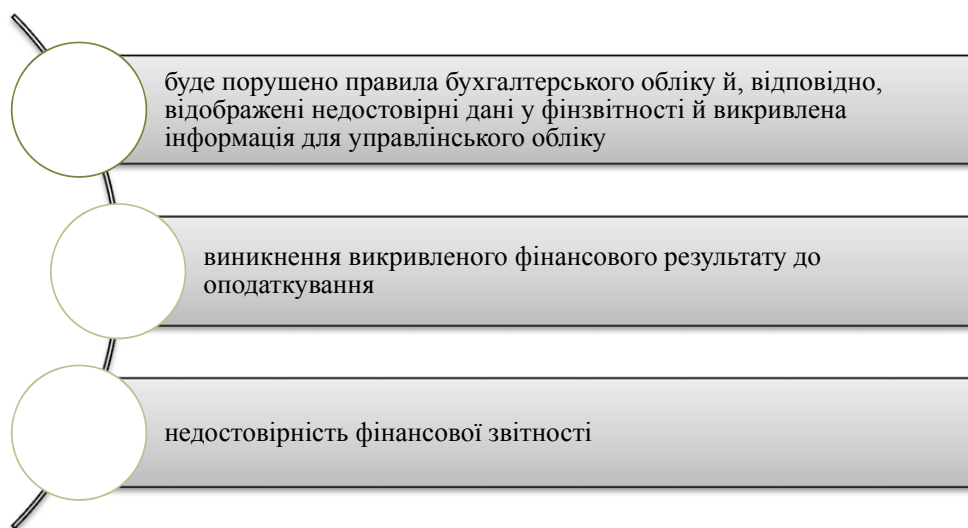 буде порушено правила бухгалтерського обліку й, відповідно,
відображені недостовірні дані у фінзвітності й викривлена
інформація для управлінського обліку
виникнення викривленого фінансового результату до
оподаткування
недостовірність фінансової звітності